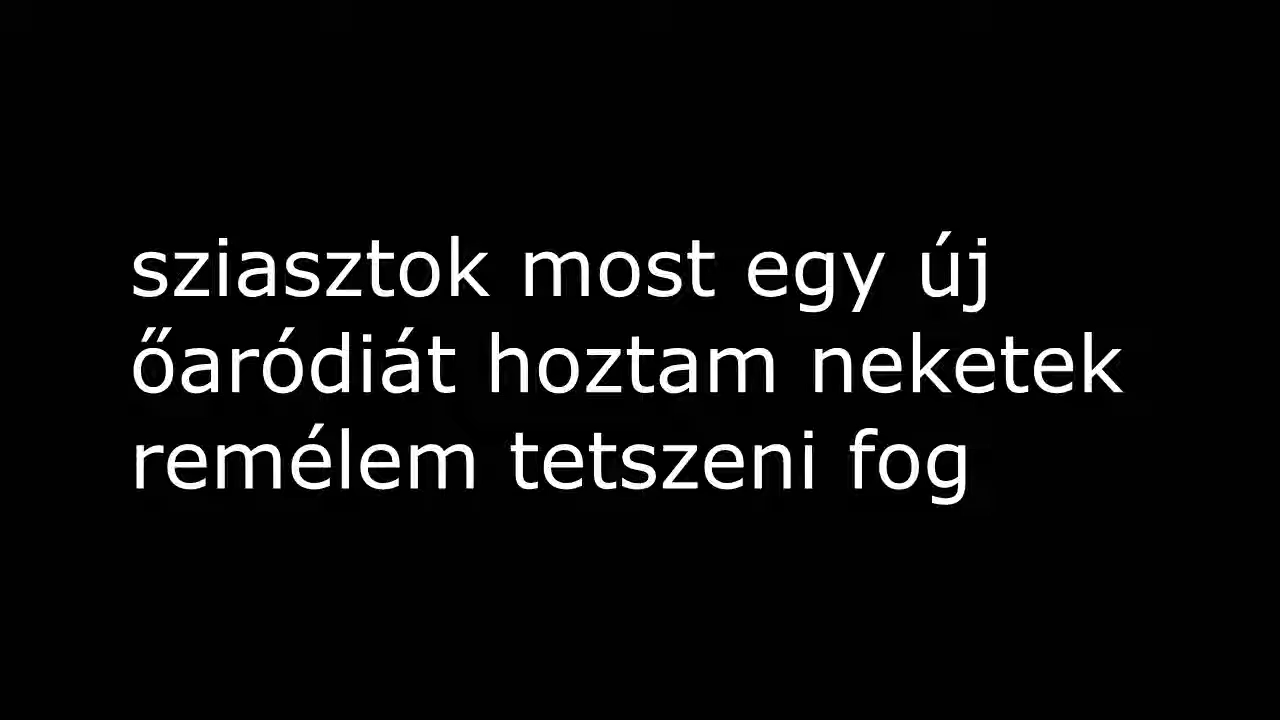 sziasztok most egy új
őaródiát hoztam neketek
remélem tetszeni fog